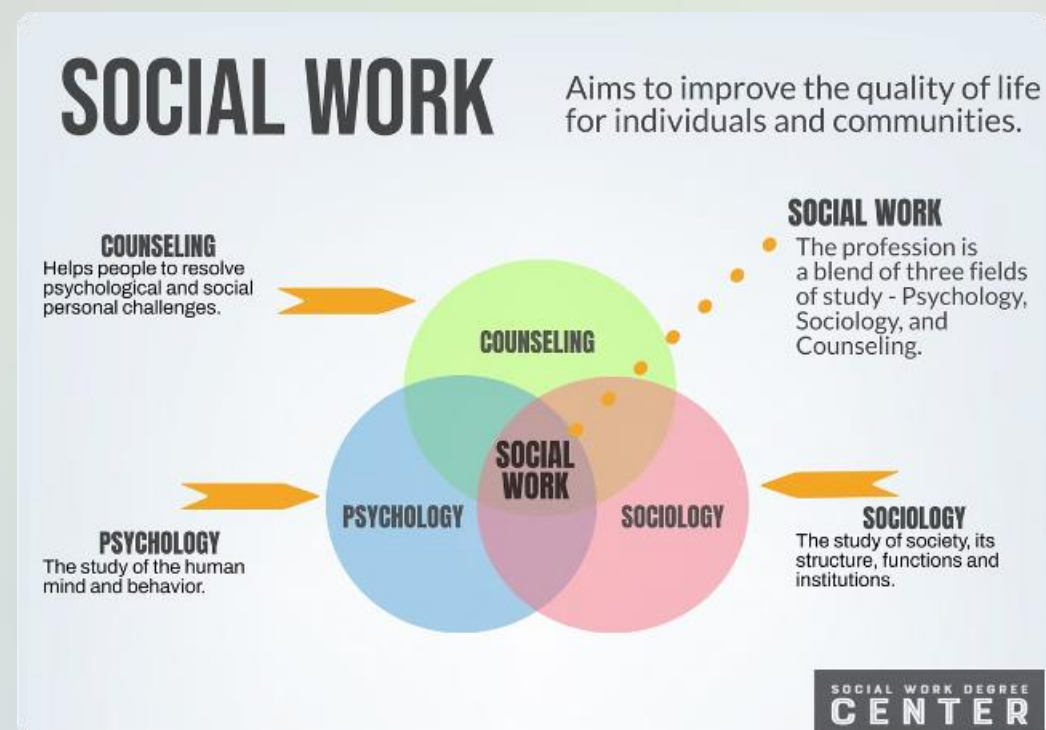 SOCIAL WORK
Aims to improve the quality of life
for individuals and communities.
COUNSELING
Helps people to resolve
psychological and social
personal challenges.
SOCIAL WORK
The profession is
a blend of three fields
of study - Psychology,
Sociology, and
Counseling.
COUNSELING
SOCIAL
WORK
PSYCHOLOGY
SOCIOLOGY
PSYCHOLOGY
The study of the human
mind and behavior.
SOCIOLOGY
The study of society, its
structure, functions and
institutions.
SOCIAL WORK DEGREE
CENTER